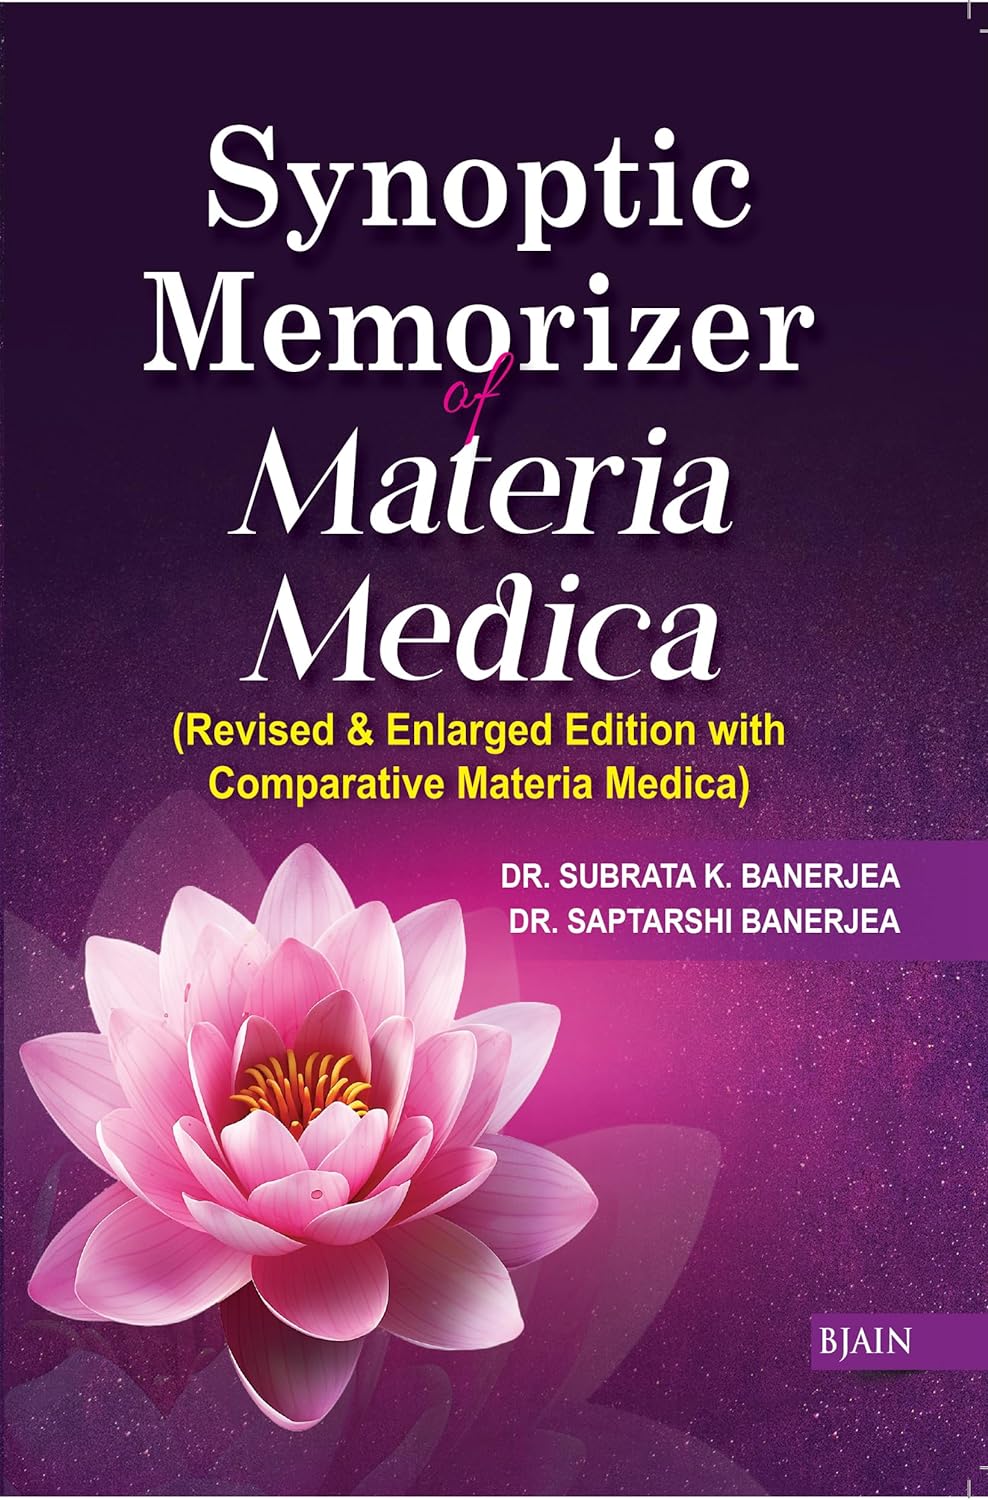 Synoptic
Memorizer
of
Materia
Medica
(Revised & Enlarged Edition with
Comparative Materia Medica)
DR. SUBRATA K. BANERJEA
DR. SAPTARSHI BANERJEA
BJAIN